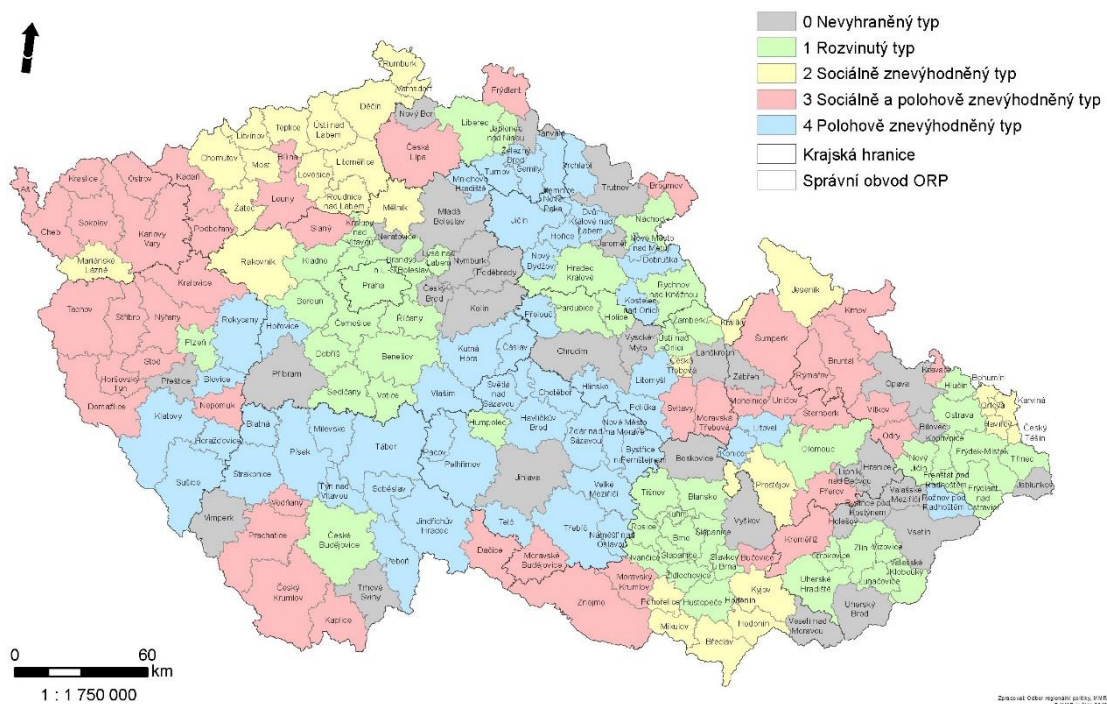 0 Nevyhraněný typ
1 Rozvinutý typ
2 Sociálně znevýhodněný typ
3 Sociálně a polohově znevýhodněný typ
4 Polohově znevýhodněný typ
Krajská hranice
Správní obvod ORP
Rumburk
Varnsdorf
Děčín
Frýdlant
Nový Bor
Liberec
Jablonec nad Nisou
Tanvald
Železný Brod
Česká Lípa
Litvínov
Teplice
Ústí nad Labem
Chomutov
Most
Bílina
Litoměřice
Lovosice
Roudnice nad Labem
Mělník
Turnov
Semily
Vrchlabí
Trutnov
Broumov
Mnichovo Hradiště
Jičín
Nová Paka
Dvůr Králové nad Labem
Hořice
Náchod
Nové Město nad Metují
Jaroměř
Dobruška
Aš
Kraslice
Ostrov
Kadaň
Sokolov
Cheb
Karlovy Vary
Podbořany
Žatec
Louny
Slaný
Kralupy nad Vltavou
Neratovice
Mladá Boleslav
Mariánské Lázně
Rakovník
Kladno
Brandýs n.L.-St.Boleslav
Lysá nad Labem
Nymburk
Poděbrady
Nový Bydžov
Hradec Králové
Rychnov nad Kněžnou
Kostelec nad Orlicí
Praha
Český Brod
Kolín
Kralovice
Beroun
Říčany
Černošice
Přelouč
Pardubice
Holice
Žamberk
Králíky
Jeseník
Tachov
Stříbro
Nýřany
Plzeň
Rokycany
Hořovice
Dobříš
Benešov
Kutná Hora
Čáslav
Chrudim
Vysoké Mýto
Ústí nad Orlicí
Česká Třebová
Lanškroun
Zábřeh
Šumperk
Krnov
Bruntál
Rýmařov
Stod
Horšovský Týn
Přeštice
Blovice
Příbram
Sedlčany
Votice
Vlašim
Světlá nad Sázavou
Chotěboř
Hlinsko
Litomyšl
Polička
Svitavy
Moravská Třebová
Mohelnice
Uničov
Šternberk
Opava
Kravaře
Hlučín
Bohumín
Karviná
Orlová
Havířov
Český Těšín
Ostrava
Bílovec
Kopřivnice
Vítkov
Odry
Nový Jičín
Frýdek-Místek
Třinec
Jablunkov
Frenštát pod Radhoštěm
Frýdlant nad Ostravicí
Rožnov pod Radhoštěm
Domažlice
Nepomuk
Klatovy
Horažďovice
Blatná
Milevsko
Písek
Tábor
Humpolec
Havlíčkův Brod
Žďár nad Sázavou
Nové Město na Moravě
Bystřice nad Pernštejnem
Pacov
Pelhřimov
Jihlava
Velké Meziříčí
Sušice
Strakonice
Týn nad Vltavou
Soběslav
Vodňany
Vimperk
Prachatice
České Budějovice
Jindřichův Hradec
Třeboň
Trhové Sviny
Český Krumlov
Kaplice
Telč
Třebíč
Náměšť nad Oslavou
Dačice
Moravské Budějovice
Znojmo
Moravský Krumlov
Boskovice
Konice
Litovel
Olomouc
Prostějov
Lipník nad Bečvou
Hranice
Přerov
Valašské Meziříčí
Bystřice pod Hostýnem
Holešov
Vsetín
Kroměříž
Tišnov
Blansko
Kuřim
Rosice
Brno
Šlapanice
Šlapanice
Ivančice
Slavkov u Brna
Vyškov
Bučovice
Židlochovice
Hustopeče
Hodonín
Pohořelice
Mikulov
Břeclav
Kyjov
Hodonín
Veselí nad Moravou
Uherské Hradiště
Uherský Brod
Otrokovice
Zlín
Vizovice
Luhačovice
Valašské Klobouky
0
60
km
1 : 1 750 000
Zpracoval: Odbor regionální politiky, MMR